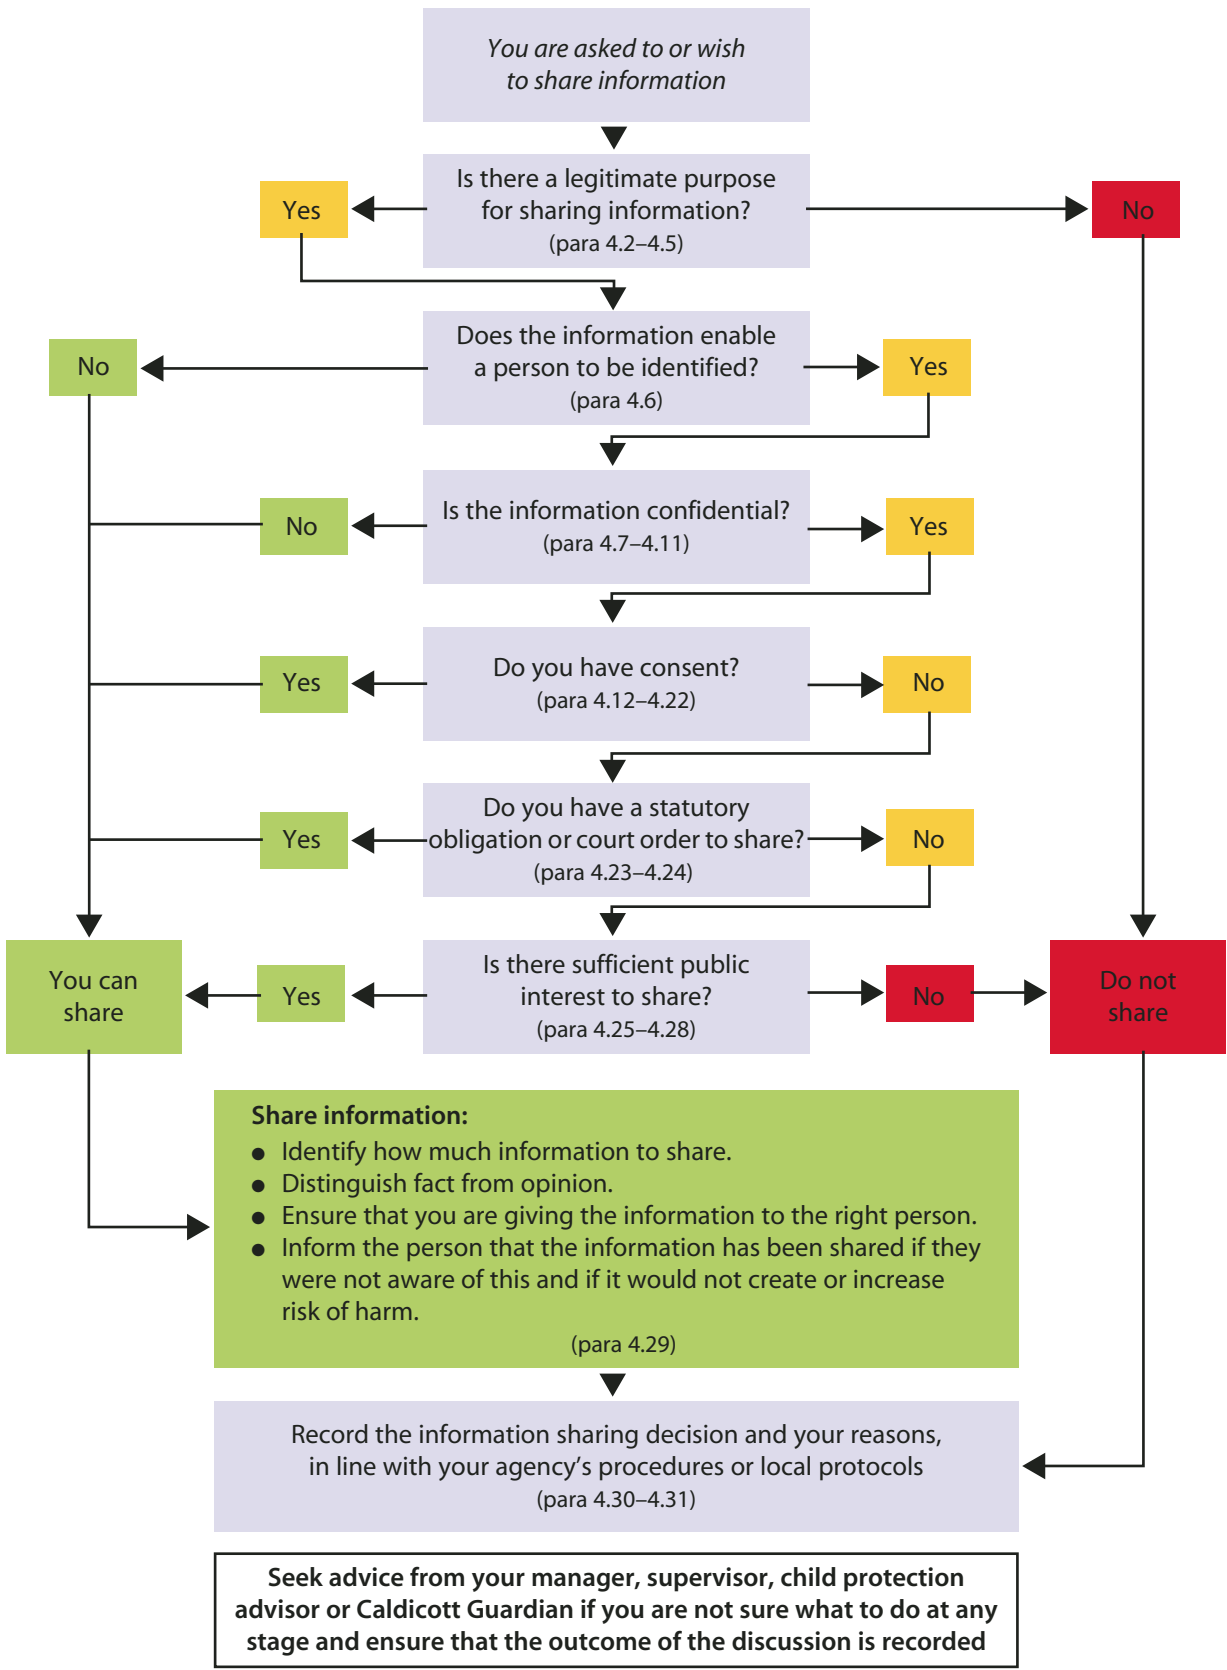 You are asked to or wish
to share information
Is there a legitimate purpose
for sharing information?
(para 4.2–4.5)
Yes
No
Does the information enable
a person to be identified?
(para 4.6)
No
Yes
Is the information confidential?
(para 4.7–4.11)
No
Yes
Do you have consent?
(para 4.12–4.22)
Yes
No
Do you have a statutory
obligation or court order to share?
(para 4.23–4.24)
Yes
No
Is there sufficient public
interest to share?
(para 4.25–4.28)
You can
share
Yes
No
Do not
share
Share information:
● Identify how much information to share.
● Distinguish fact from opinion.
● Ensure that you are giving the information to the right person.
● Inform the person that the information has been shared if they
were not aware of this and if it would not create or increase
risk of harm.
(para 4.29)
Record the information sharing decision and your reasons,
in line with your agency’s procedures or local protocols
(para 4.30–4.31)
Seek advice from your manager, supervisor, child protection
advisor or Caldicott Guardian if you are not sure what to do at any
stage and ensure that the outcome of the discussion is recorded